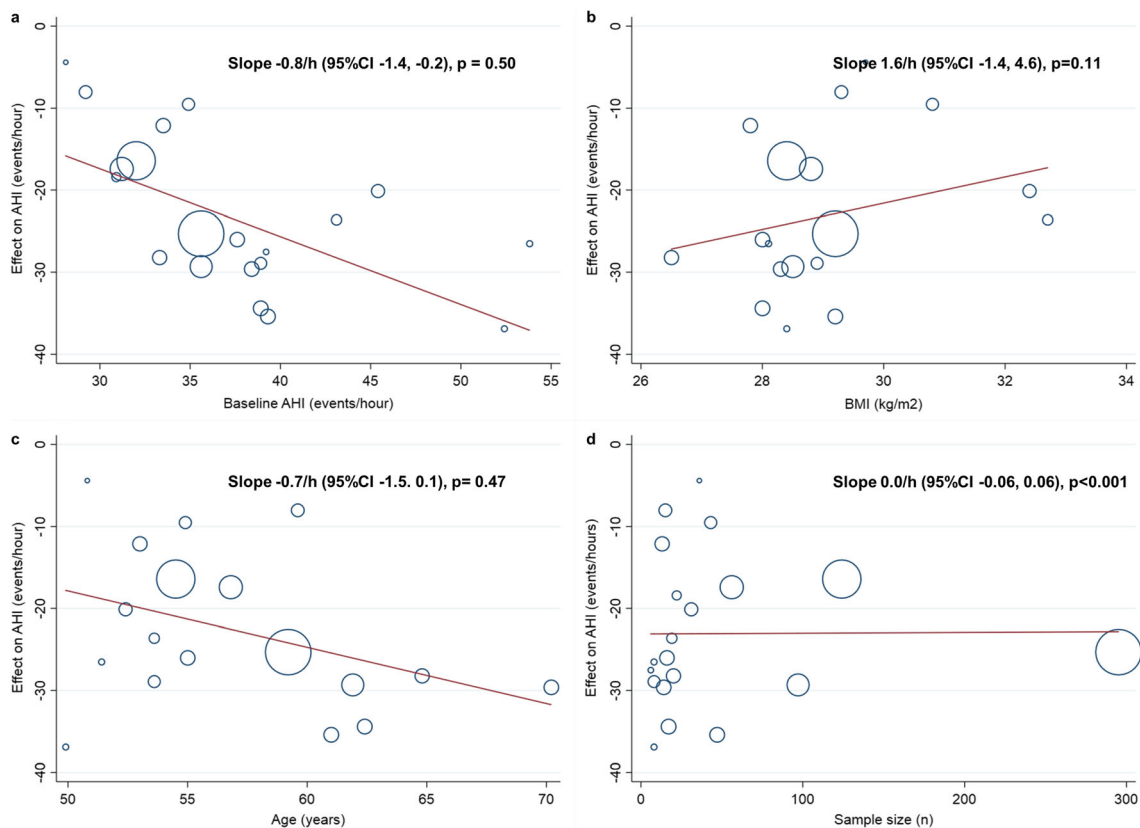 a
Slope -0.8/h (95%CI -1.4, -0.2), p = 0.50
Effect on AHI (events/hour)
0
-10
-20
-30
-40
30 35 40 45 50 55
Baseline AHI (events/hour)
b
Slope 1.6/h (95%CI -1.4, 4.6), p=0.11
Effect on AHI (events/hour)
0
-10
-20
-30
-40
26 28 30 32 34
BMI (kg/m2)
c
Slope -0.7/h (95%CI -1.5. 0.1), p= 0.47
Effect on AHI (events/hour)
0
-10
-20
-30
-40
50 55 60 65 70
Age (years)
d
Slope 0.0/h (95%CI -0.06, 0.06), p<0.001
Effect on AHI (events/hours)
0
-10
-20
-30
-40
0 100 200 300
Sample size (n)